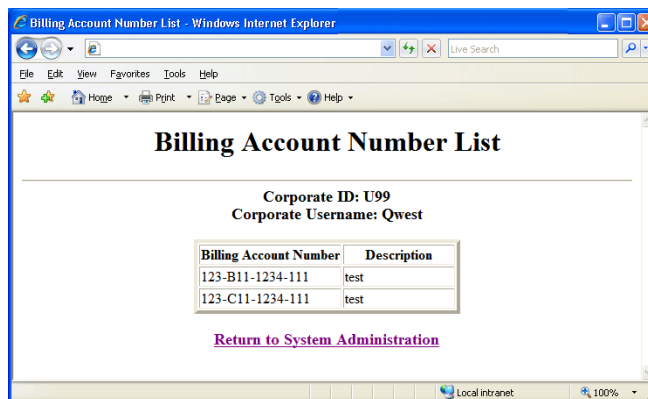 Billing Account Number List - Windows Internet Explorer
Live Search
File Edit View Favorites Tools Help
Home Print Page Tools Help
Billing Account Number List
Corporate ID: U99
Corporate Username: Qwest
Billing Account Number Description
123-B11-1234-111 test
123-C11-1234-111 test
Return to System Administration
Local intranet 100%